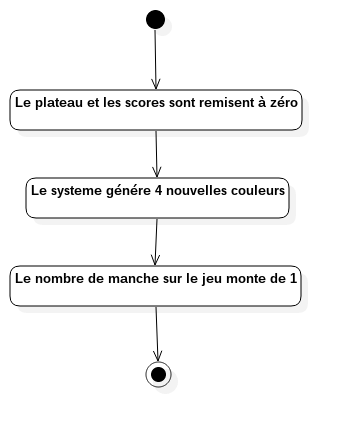 Le plateau et les scores sont remisent à zéro
Le systeme génére 4 nouvelles couleurs
Le nombre de manche sur le jeu monte de 1